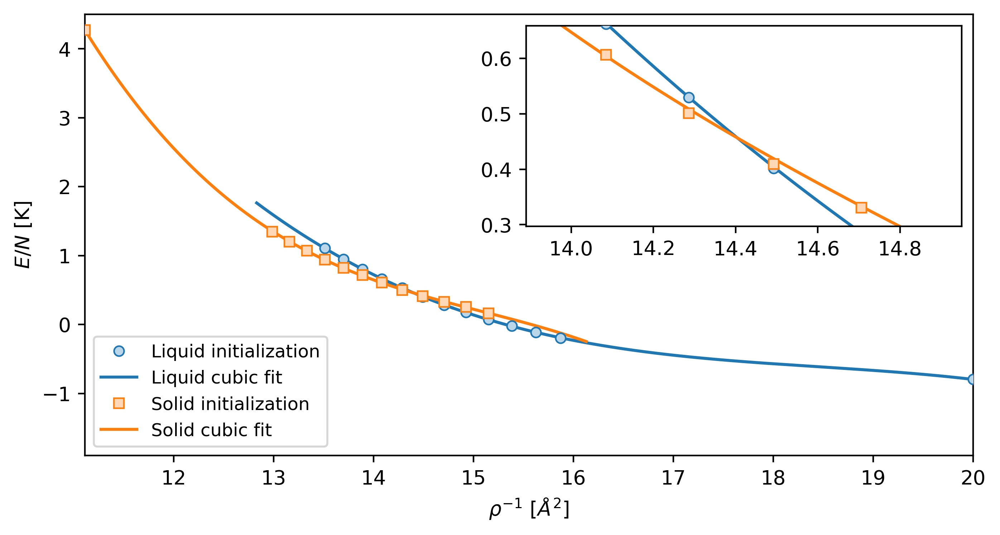 4
3
2
1
0
−1
E/N [K]
0.6
0.5
0.4
0.3
14.0 14.2 14.4 14.6 14.8
Liquid initialization
Liquid cubic fit
Solid initialization
Solid cubic fit
12 13 14 15 16 17 18 19 20
ρ⁻¹ [Å²]